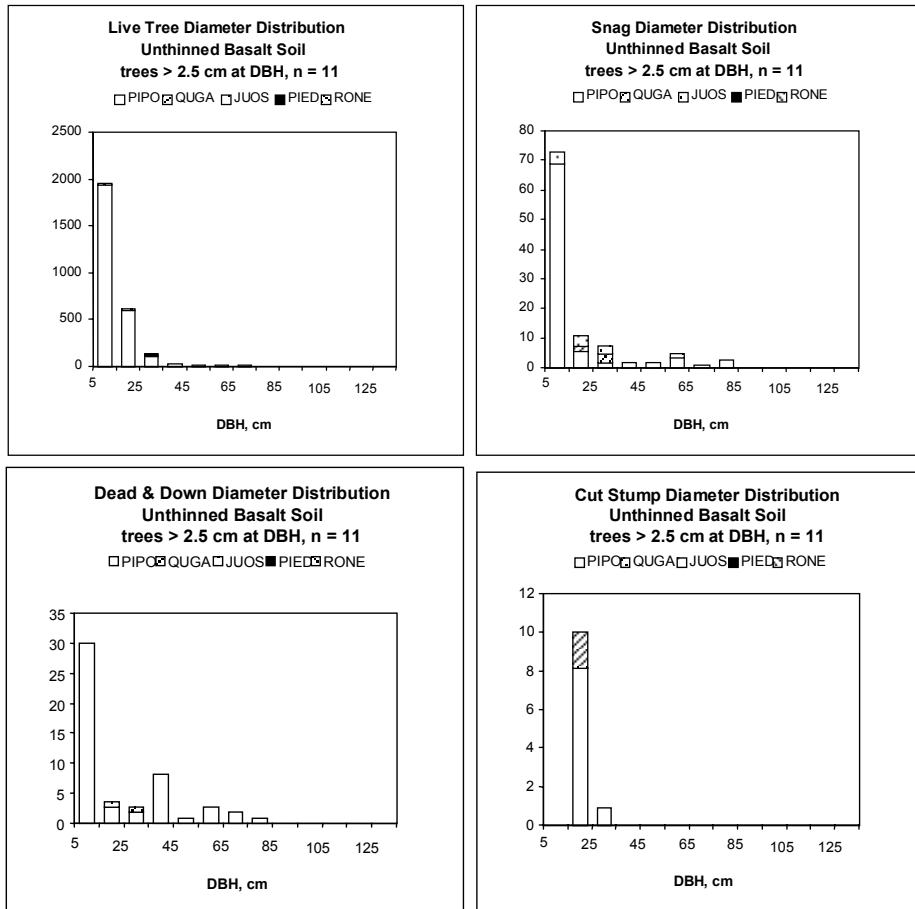 Live Tree Diameter Distribution
Unthinned Basalt Soil
trees > 2.5 cm at DBH, n = 11
PIPO QUGA JUOS PIED RONE
2500
2000
1500
1000
500
0
5 25 45 65 85 105 125
DBH, cm
Snag Diameter Distribution
Unthinned Basalt Soil
trees > 2.5 cm at DBH, n = 11
PIPO QUGA JUOS PIED RONE
80
70
60
50
40
30
20
10
0
5 25 45 65 85 105 125
DBH, cm
Dead & Down Diameter Distribution
Unthinned Basalt Soil
trees > 2.5 cm at DBH, n = 11
PIPO QUGA JUOS PIED RONE
35
30
25
20
15
10
5
0
5 25 45 65 85 105 125
DBH, cm
Cut Stump Diameter Distribution
Unthinned Basalt Soil
trees > 2.5 cm at DBH, n = 11
PIPO QUGA JUOS PIED RONE
12
10
8
6
4
2
0
5 25 45 65 85 105 125
DBH, cm